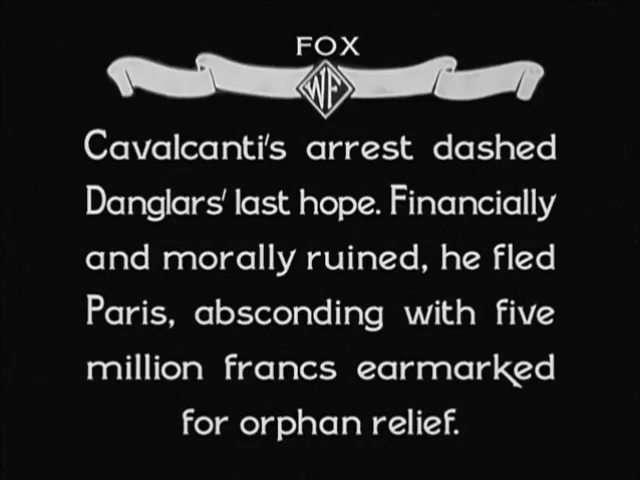 FOX
WF
Cavalcanti's arrest dashed
Danglars' last hope. Financially
and morally ruined, he fled
Paris, absconding with five
million francs earmarked
for orphan relief.